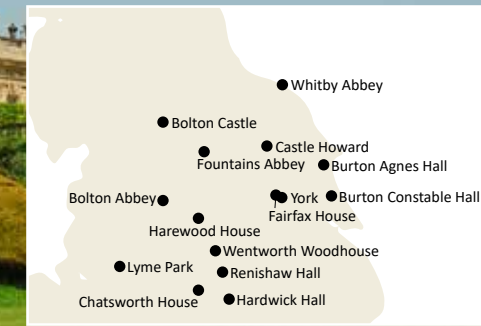 Whitby Abbey
Bolton Castle
Castle Howard
Fountains Abbey
Burton Agnes Hall
Bolton Abbey
York
Burton Constable Hall
Fairfax House
Harewood House
Wentworth Woodhouse
Lyme Park
Renishaw Hall
Chatsworth House
Hardwick Hall